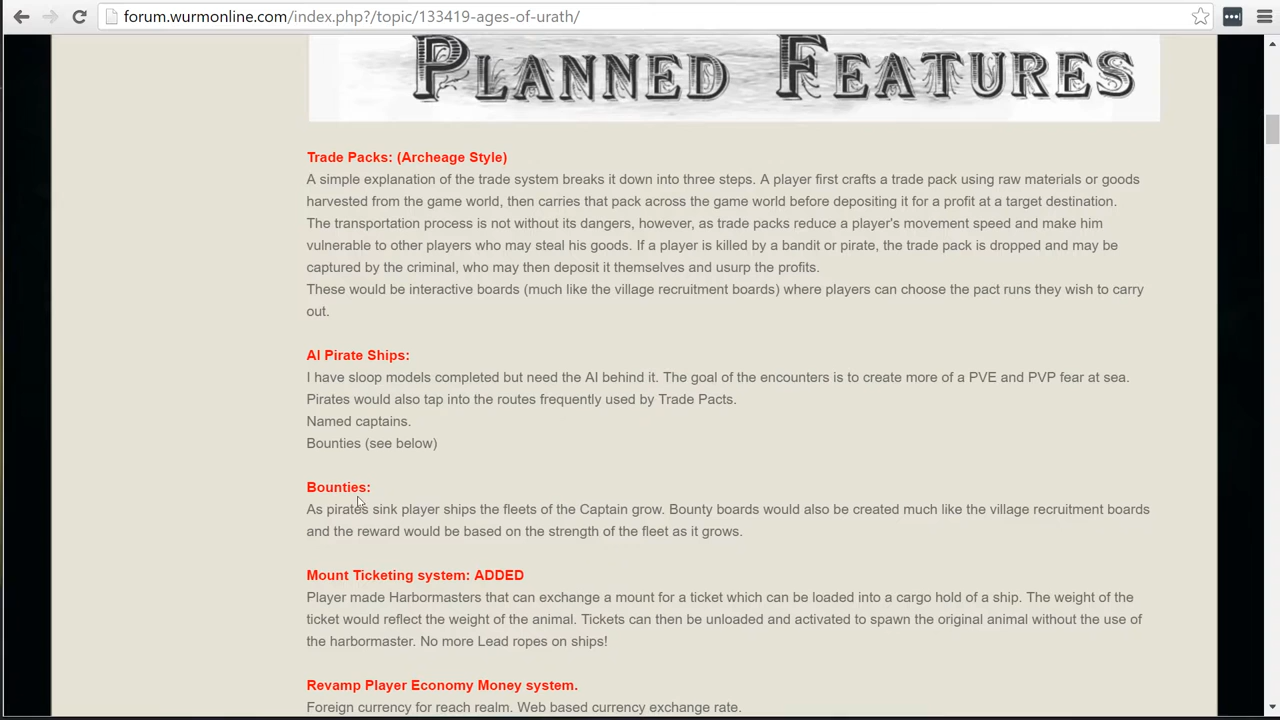 forum.wurmonline.com/index.php?/topic/133419-ages-of-urath/
PLANNED FEATURES
Trade Packs: (Archeage Style)
A simple explanation of the trade system breaks it down into three steps. A player first crafts a trade pack using raw materials or goods
harvested from the game world, then carries that pack across the game world before depositing it for a profit at a target destination.
The transportation process is not without its dangers, however, as trade packs reduce a player's movement speed and make him
vulnerable to other players who may steal his goods. If a player is killed by a bandit or pirate, the trade pack is dropped and may be
captured by the criminal, who may then deposit it themselves and usurp the profits.
These would be interactive boards (much like the village recruitment boards) where players can choose the pact runs they wish to carry
out.
AI Pirate Ships:
I have sloop models completed but need the AI behind it. The goal of the encounters is to create more of a PVE and PVP fear at sea.
Pirates would also tap into the routes frequently used by Trade Pacts.
Named captains.
Bounties (see below)
Bounties:
As pirates sink player ships the fleets of the Captain grow. Bounty boards would also be created much like the village recruitment boards
and the reward would be based on the strength of the fleet as it grows.
Mount Ticketing system: ADDED
Player made Harbormasters that can exchange a mount for a ticket which can be loaded into a cargo hold of a ship. The weight of the
ticket would reflect the weight of the animal. Tickets can then be unloaded and activated to spawn the original animal without the use of
the harbormaster. No more Lead ropes on ships!
Revamp Player Economy Money system.
Foreign currency for reach realm. Web based currency exchange rate.